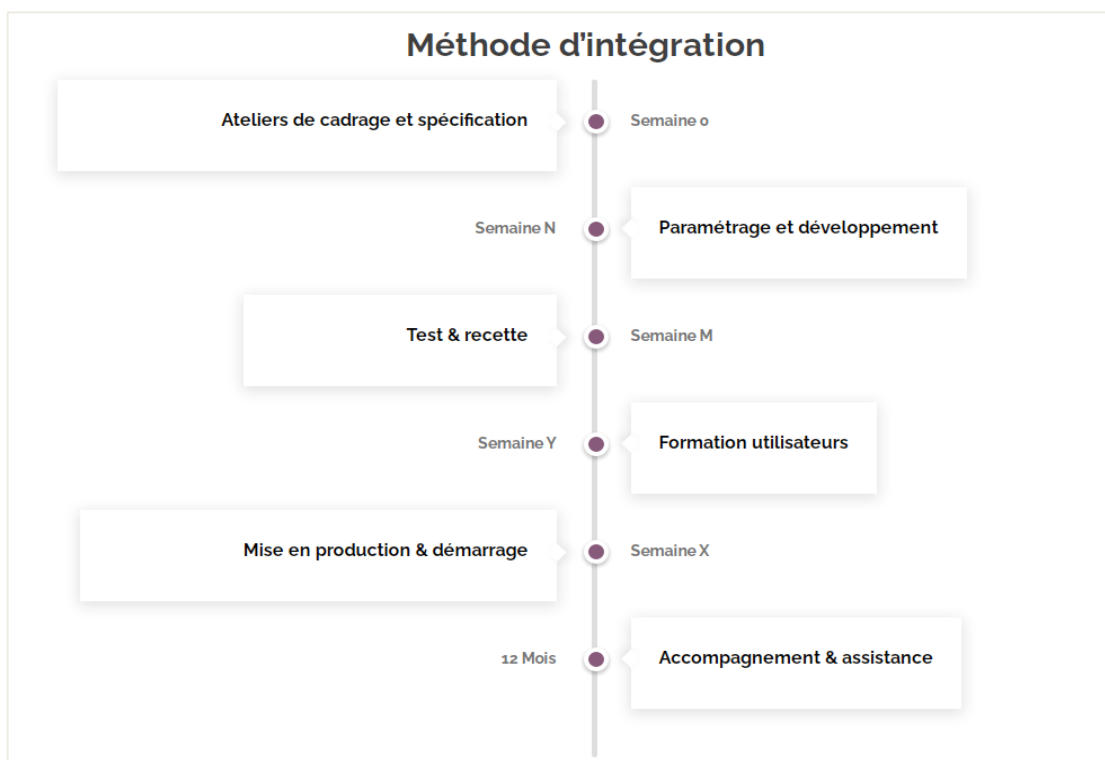 Méthode d'intégration
Ateliers de cadrage et spécification
Semaine 0
Semaine N
Paramétrage et développement
Test & recette
Semaine M
Semaine Y
Formation utilisateurs
Mise en production & démarrage
Semaine X
12 Mois
Accompagnement & assistance